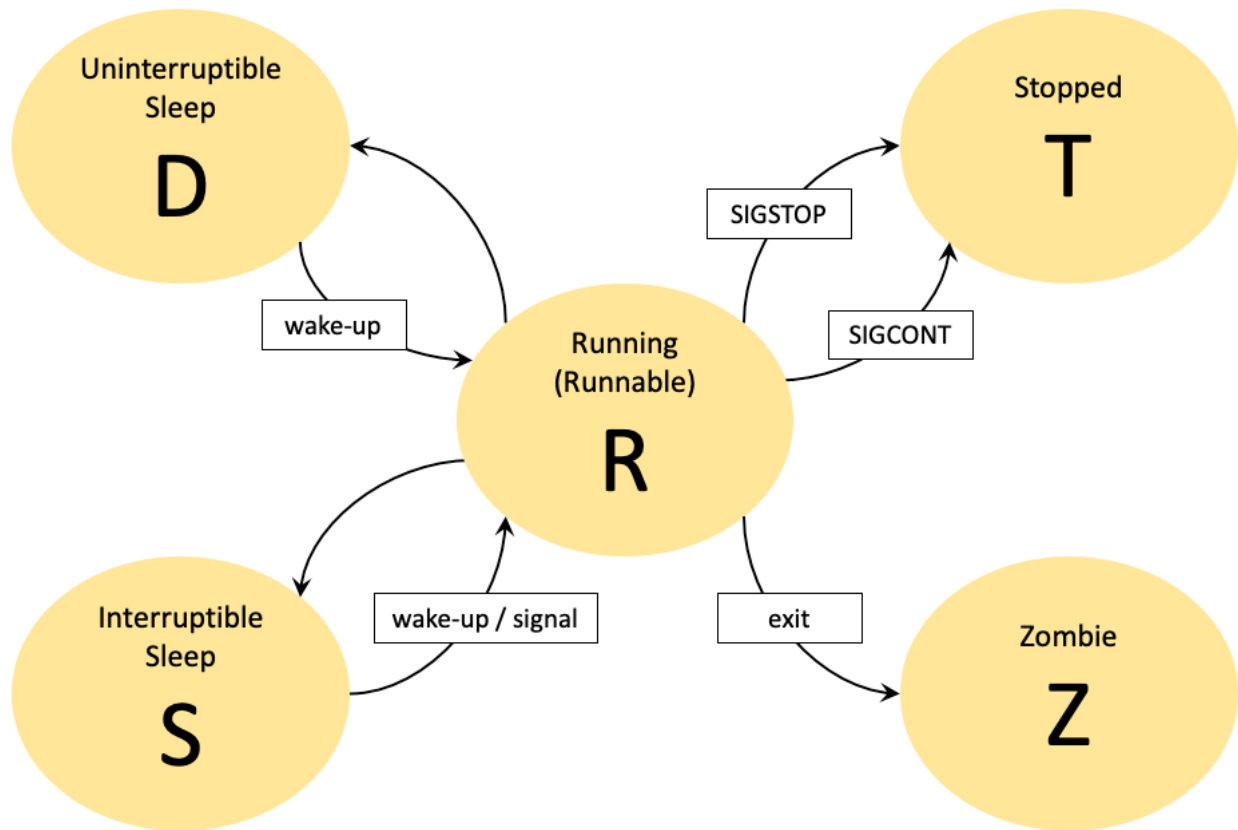 Uninterruptible
Sleep
D
Stopped
T
SIGSTOP
wake-up
SIGCONT
Running
(Runnable)
R
Interruptible
Sleep
S
wake-up / signal
exit
Zombie
Z